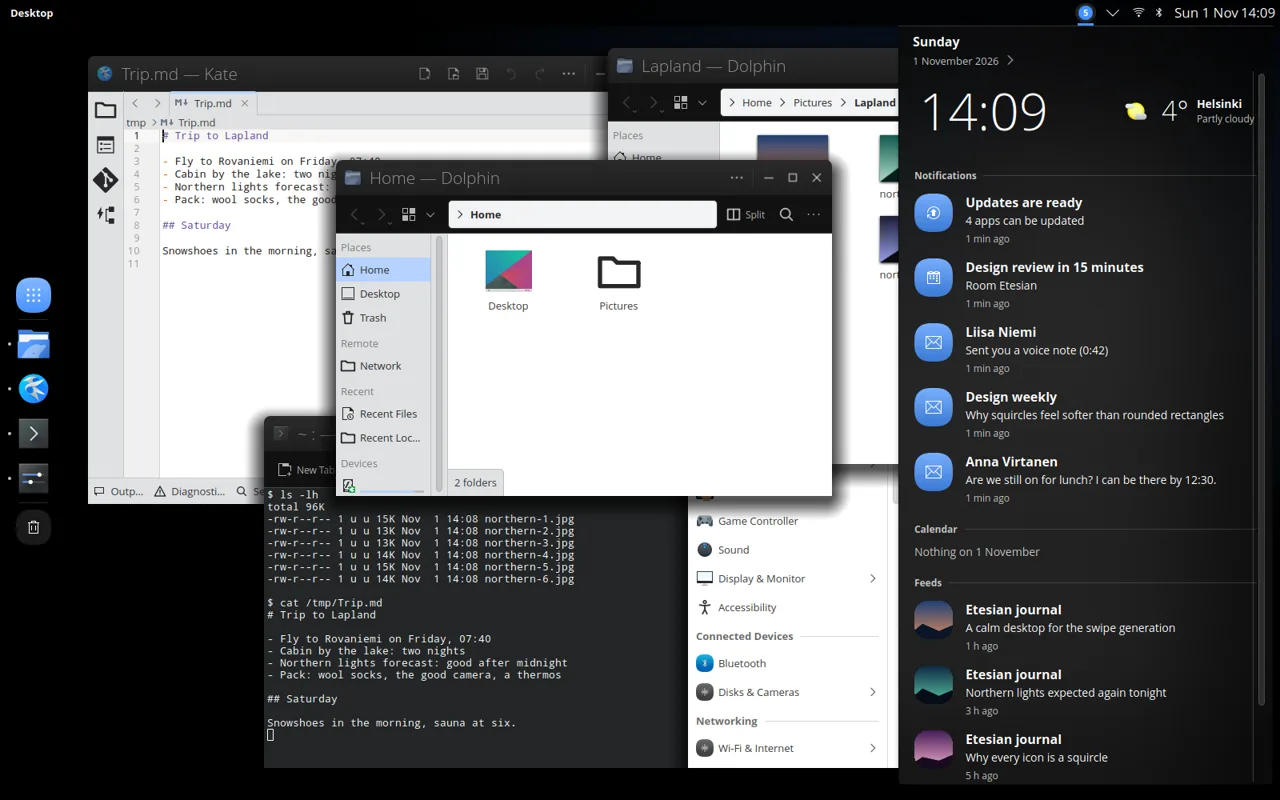 Desktop
5
Sun 1 Nov 14:09
Trip.md — Kate
Trip.md
tmp > Trip.md
1 # Trip to Lapland
2
3 - Fly to Rovaniemi on Friday, 07:40
4 - Cabin by the lake: two nig
5 - Northern lights forecast:
6 - Pack: wool socks, the good
7
8 ## Saturday
9
10 Snowshoes in the morning, sa
11
Outp...
Diagnosti...
Se
Lapland — Dolphin
Home > Pictures > Lapland
Places
Home
nort
nort
Home — Dolphin
Home
Split
Places
Home
Desktop
Trash
Remote
Network
Recent
Recent Files
Recent Loc...
Devices
Desktop
Pictures
2 folders
~ : —
New Tab
$ ls -lh
total 96K
-rw-r--r-- 1 u u 15K Nov  1 14:08 northern-1.jpg
-rw-r--r-- 1 u u 13K Nov  1 14:08 northern-2.jpg
-rw-r--r-- 1 u u 13K Nov  1 14:08 northern-3.jpg
-rw-r--r-- 1 u u 14K Nov  1 14:08 northern-4.jpg
-rw-r--r-- 1 u u 15K Nov  1 14:08 northern-5.jpg
-rw-r--r-- 1 u u 14K Nov  1 14:08 northern-6.jpg
$ cat /tmp/Trip.md
# Trip to Lapland
- Fly to Rovaniemi on Friday, 07:40
- Cabin by the lake: two nights
- Northern lights forecast: good after midnight
- Pack: wool socks, the good camera, a thermos
## Saturday
Snowshoes in the morning, sauna at six.
Game Controller
Sound
Display & Monitor
Accessibility
Connected Devices
Bluetooth
Disks & Cameras
Networking
Wi-Fi & Internet
Sunday
1 November 2026
14:09
4°
Helsinki
Partly cloudy
Notifications
Updates are ready
4 apps can be updated
1 min ago
Design review in 15 minutes
Room Etesian
1 min ago
Liisa Niemi
Sent you a voice note (0:42)
1 min ago
Design weekly
Why squircles feel softer than rounded rectangles
1 min ago
Anna Virtanen
Are we still on for lunch? I can be there by 12:30.
1 min ago
Calendar
Nothing on 1 November
Feeds
Etesian journal
A calm desktop for the swipe generation
1 h ago
Etesian journal
Northern lights expected again tonight
3 h ago
Etesian journal
Why every icon is a squircle
5 h ago